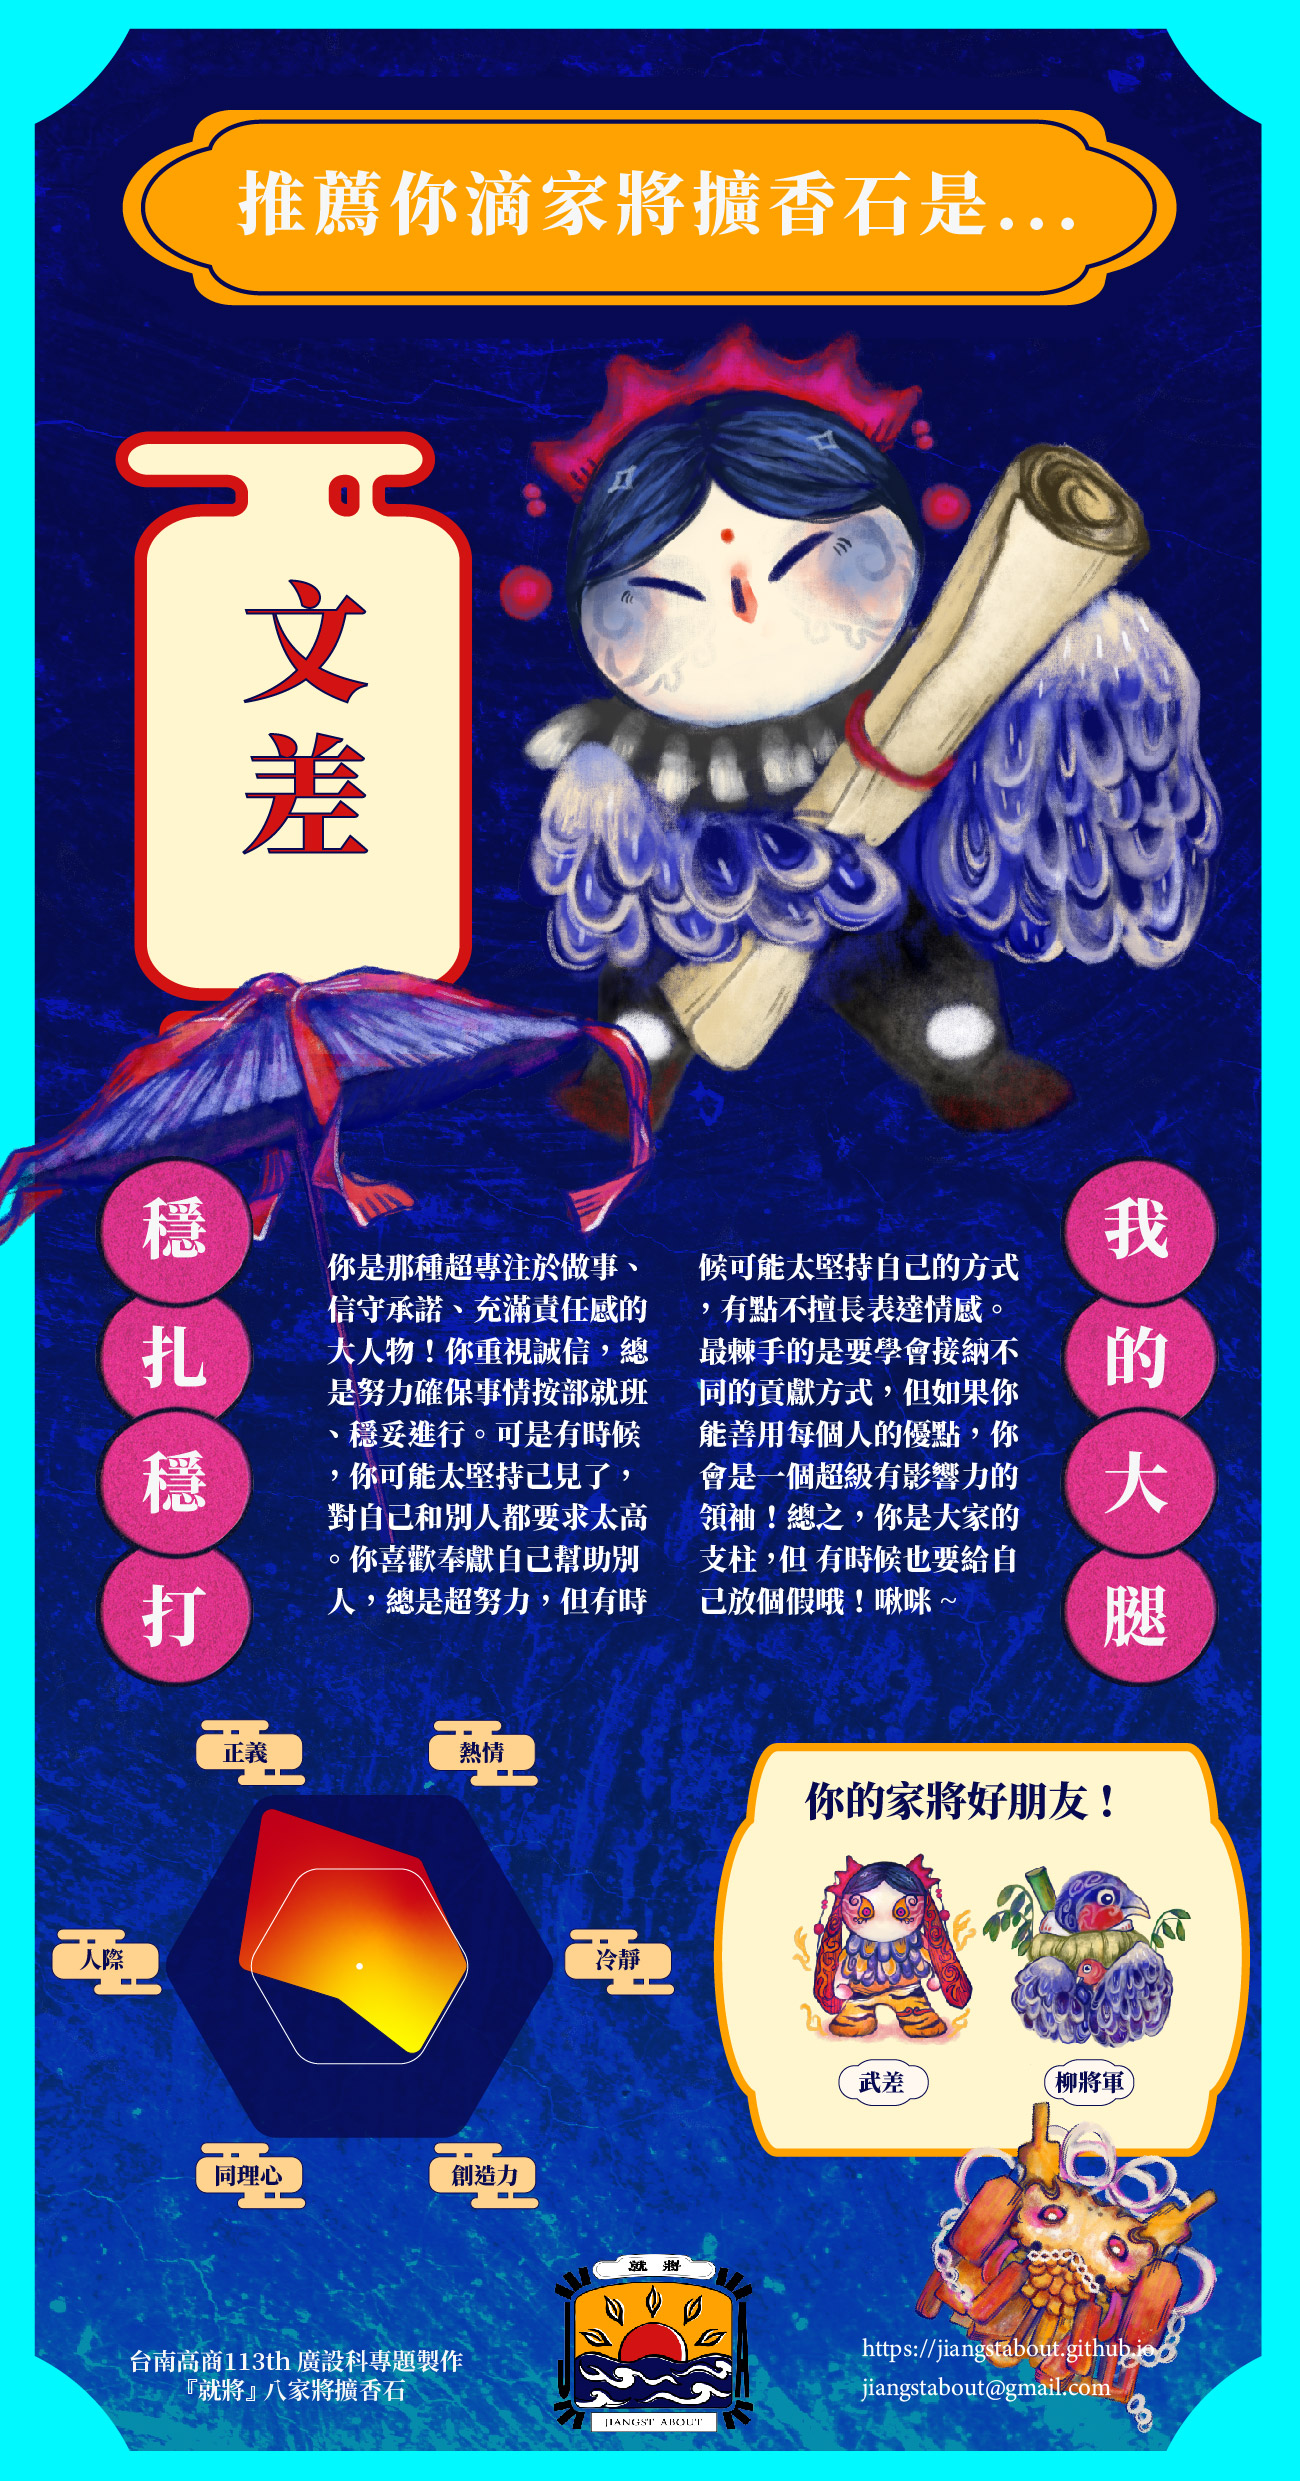 推薦你滴家將擴香石是...
文差
穩扎穩打
我的大腿
你是那種超專注於做事、
信守承諾、充滿責任感的
大人物！你重視誠信，總
是努力確保事情按部就班
、穩妥進行。可是有時候
，你可能太堅持己見了，
對自己和別人都要求太高
。你喜歡奉獻自己幫助別
人，總是超努力，但有時
候可能太堅持自己的方式
，有點不擅長表達情感。
最棘手的是要學會接納不
同的貢獻方式，但如果你
能善用每個人的優點，你
會是一個超級有影響力的
領袖！總之，你是大家的
支柱，但 有時候也要給自
己放個假哦！啾咪~
正義
熱情
人際
冷靜
同理心
創造力
你的家將好朋友！
武差
柳將軍
就將
JIANGST ABOUT
台南高商113th 廣設科專題製作
『就將』八家將擴香石
https://jiangstabout.github.io
jiangstabout@gmail.com